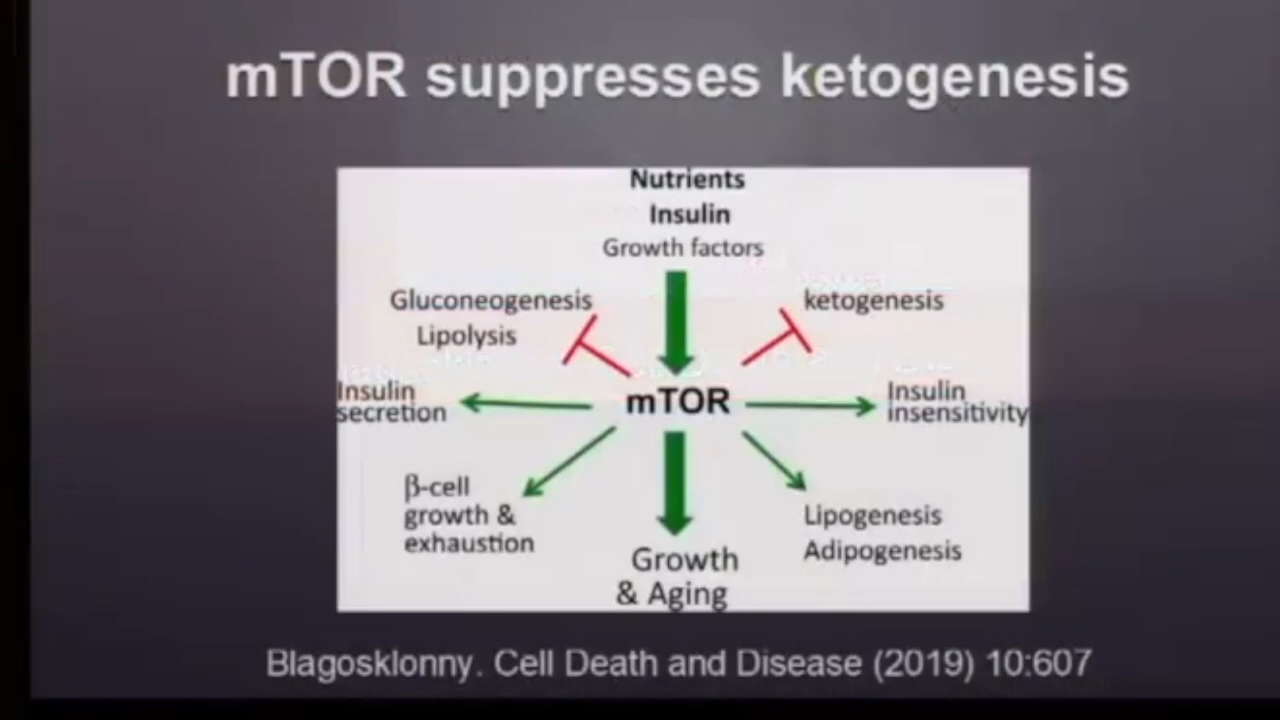 mTOR suppresses ketogenesis
Nutrients
Insulin
Growth factors
Gluconeogenesis
Lipolysis
ketogenesis
Insulin
secretion
mTOR
Insulin
insensitivity
β-cell
growth &
exhaustion
Growth
& Aging
Lipogenesis
Adipogenesis
Blagosklonny. Cell Death and Disease (2019) 10:607